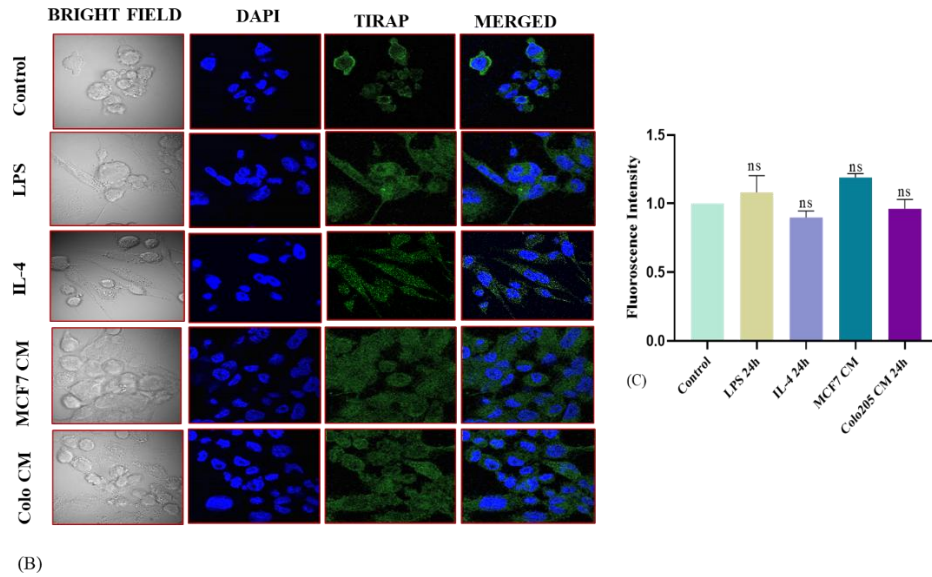 BRIGHT FIELD DAPI TIRAP MERGED
Control
LPS
IL-4
MCF7 CM
Colo CM
(B)
Fluoroscence Intensity
1.5
1.0
0.5
0.0
ns
ns
ns
ns
Control
LPS 24h
IL-4 24h
MCF7 CM
Colo205 CM 24h
(C)